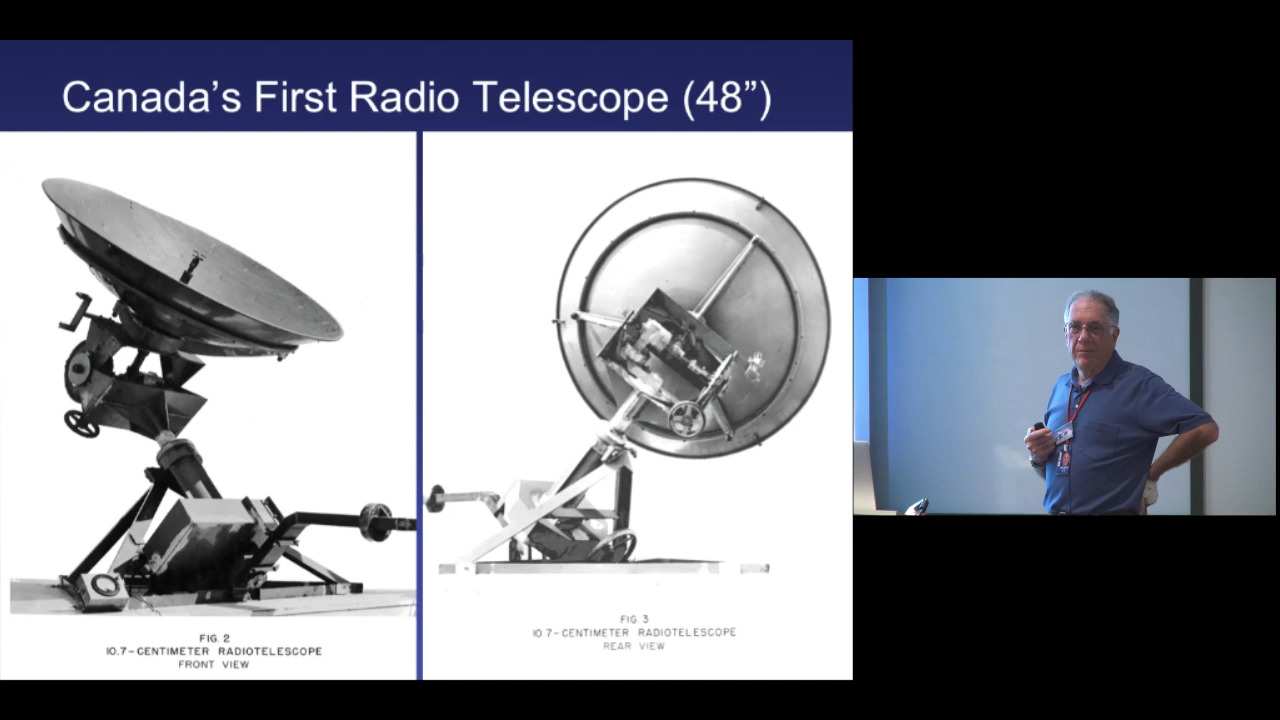 Canada’s First Radio Telescope (48”)
FIG. 2
10.7-CENTIMETER RADIOTELESCOPE
FRONT VIEW
FIG. 3
10.7-CENTIMETER RADIOTELESCOPE
REAR VIEW